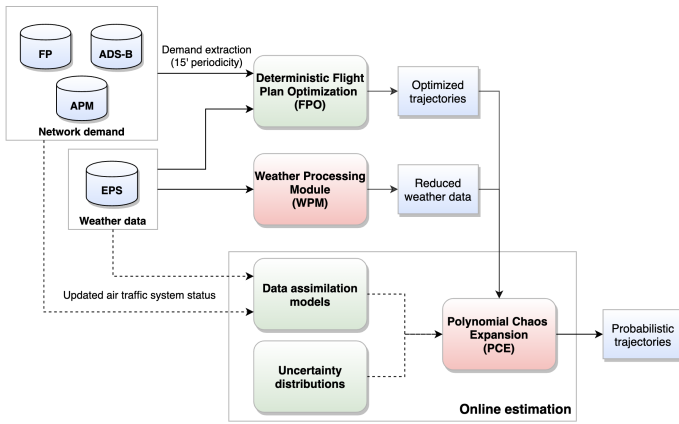 FP
ADS-B
APM
Network demand
Demand extraction
(15' periodicity)
Deterministic Flight
Plan Optimization
(FPO)
Optimized
trajectories
EPS
Weather data
Weather Processing
Module
(WPM)
Reduced
weather data
Updated air traffic system status
Data assimilation
models
Uncertainty
distributions
Polynomial Chaos
Expansion
(PCE)
Probabilistic
trajectories
Online estimation